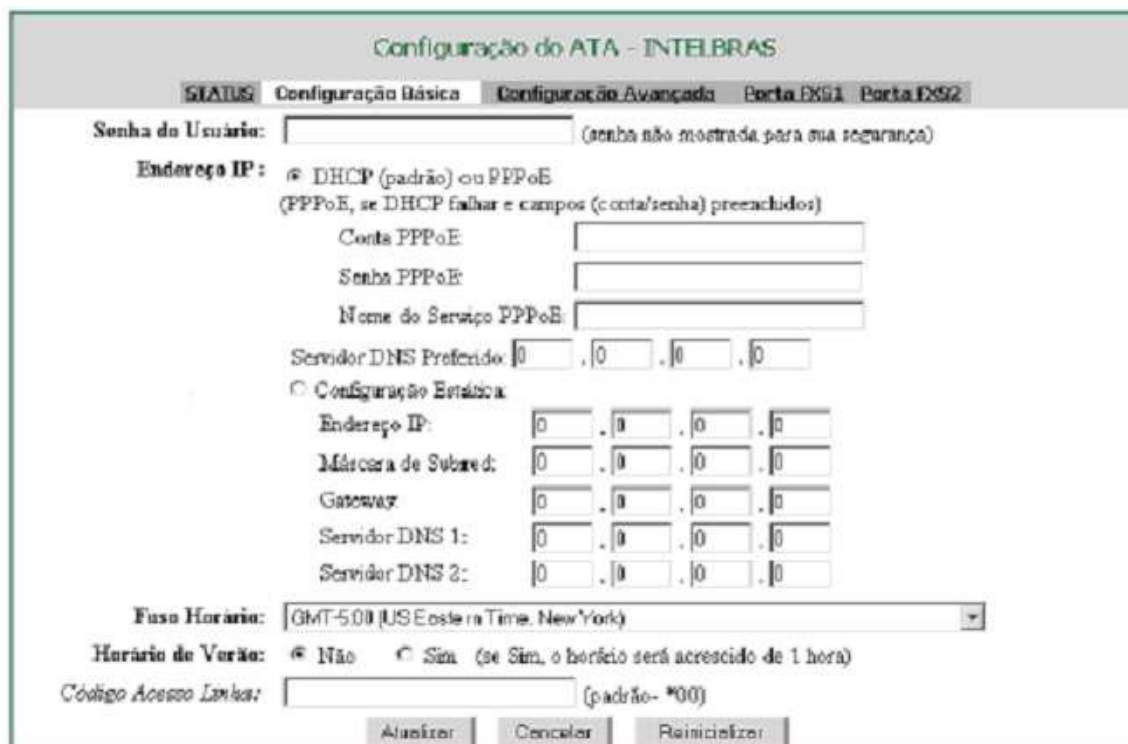 Configuração do ATA - INTELBRAS
STATUS Configuração Básica Configuração Avançada Porta FXS1 Porta FXS2
Senha do Usuário: (senha não mostrada para sua segurança)
Endereço IP: DHCP (padrão) ou PPPoE
(PPPoE, se DHCP falhar e campos (conta/senha) preenchidos)
Conta PPPoE:
Senha PPPoE:
Nome do Serviço PPPoE:
Servidor DNS Preferido: 0 . 0 . 0 . 0
Configuração Estática:
Endereço IP: 0 . 0 . 0 . 0
Máscara de Subred: 0 . 0 . 0 . 0
Gateway: 0 . 0 . 0 . 0
Servidor DNS 1: 0 . 0 . 0 . 0
Servidor DNS 2: 0 . 0 . 0 . 0
Fuso Horário: GMT-5:00 (US Eastern Time, New York)
Horário de Verão: Não Sim (se Sim, o horário será acrescido de 1 hora)
Código Acesso Linha: (padrão- *00)
Atualizar Cancelar Reinicializar